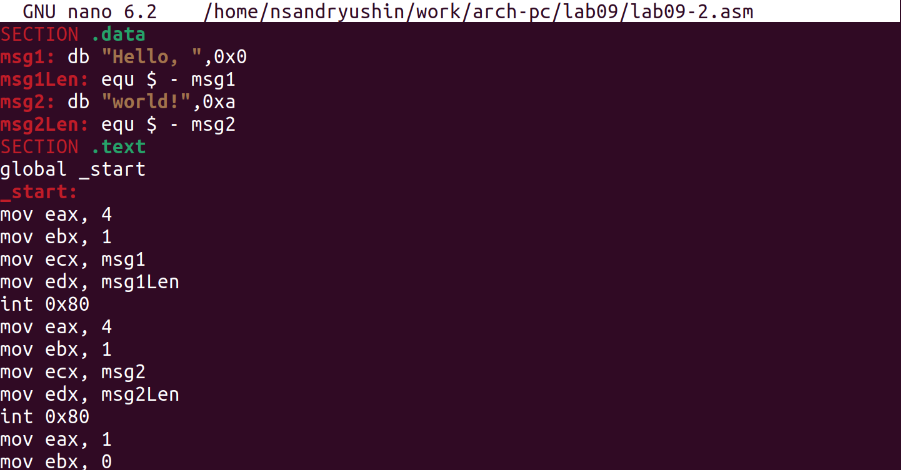 GNU nano 6.2 /home/nsandryushin/work/arch-pc/lab09/lab09-2.asm
SECTION .data
msg1: db "Hello, ",0x0
msg1Len: equ $ - msg1
msg2: db "world!",0xa
msg2Len: equ $ - msg2
SECTION .text
global _start
_start:
mov eax, 4
mov ebx, 1
mov ecx, msg1
mov edx, msg1Len
int 0x80
mov eax, 4
mov ebx, 1
mov ecx, msg2
mov edx, msg2Len
int 0x80
mov eax, 1
mov ebx, 0